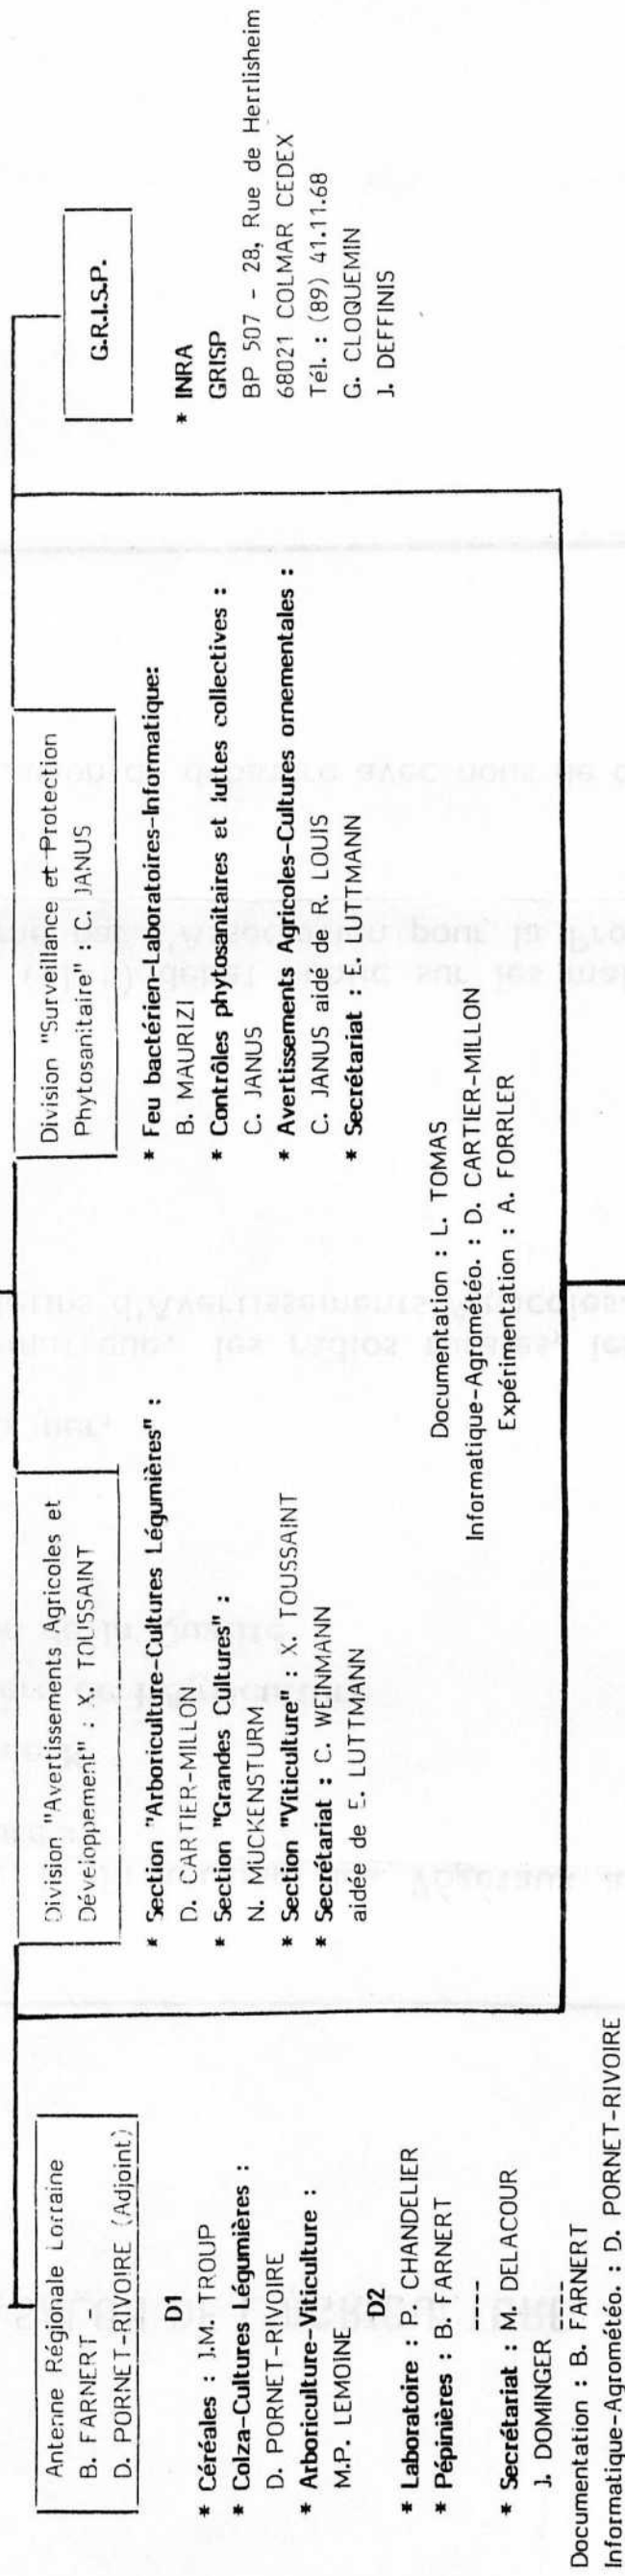 Antenne Régionale Lorraine
B. FARNERT -
D. PORNET-RIVOIRE (Adjoint)
D1
* Céréales : J.M. TROUP
* Colza-Cultures légumières :
D. PORNET-RIVOIRE
* Arboriculture-Viticulture :
M.P. LEMOINE
D2
* Laboratoire : F. CHANDELIER
* Pépinières : B. FARNERT
----
* Secrétariat : M. DELACOUR
J. DOMINGER
----
Documentation : B. FARNERT
Informatique-Agrométéo. : D. PORNET-RIVOIRE
Division "Avertissements Agricoles et
Développement" : X. TOUSSAINT
* Section "Arboriculture-Cultures Légumières" :
D. CARTIER-MILLON
* Section "Grandes Cultures" :
N. MUCKENSTURM
* Section "Viticulture" : X. TOUSSAINT
* Secrétariat : C. WEINMANN
aidée de E. LUTTMANN
Division "Surveillance et Protection
Phytosanitaire" : C. JANUS
* Feu bactérien-Laboratoires-Informatique:
B. MAURIZI
* Contrôles phytosanitaires et lutes collectives :
C. JANUS
* Avertissements Agricoles-Cultures ornementales :
C. JANUS aidé de R. LOUIS
* Secrétariat : E. LUTTMANN
Documentation : L. TOMAS
Informatique-Agrométéo. : D. CARTIER-MILLON
Expérimentation : A. FORRLER
G.R.I.S.P.
* INRA
GRISP
BP 507 - 28, Rue de Herrlisheim
68021 COLMAR CEDEX
Tél. : (89) 41.11.68
G. CLOQUEMIN
J. DEFFINIS